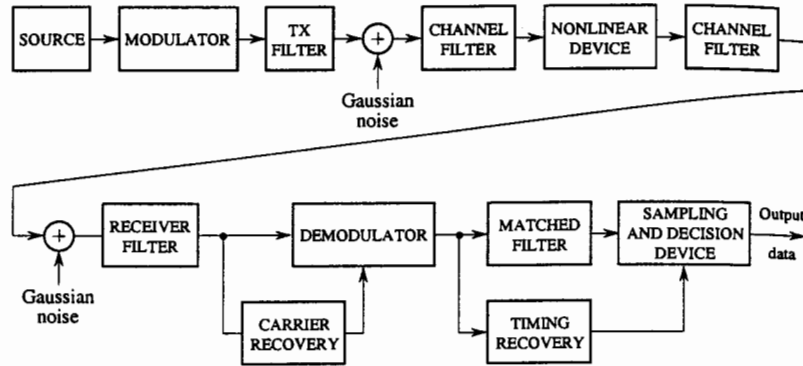 SOURCE
MODULATOR
TX
FILTER
+
CHANNEL
FILTER
NONLINEAR
DEVICE
CHANNEL
FILTER
Gaussian
noise
+
RECEIVER
FILTER
DEMODULATOR
MATCHED
FILTER
SAMPLING
AND DECISION
DEVICE
Output
data
Gaussian
noise
CARRIER
RECOVERY
TIMING
RECOVERY